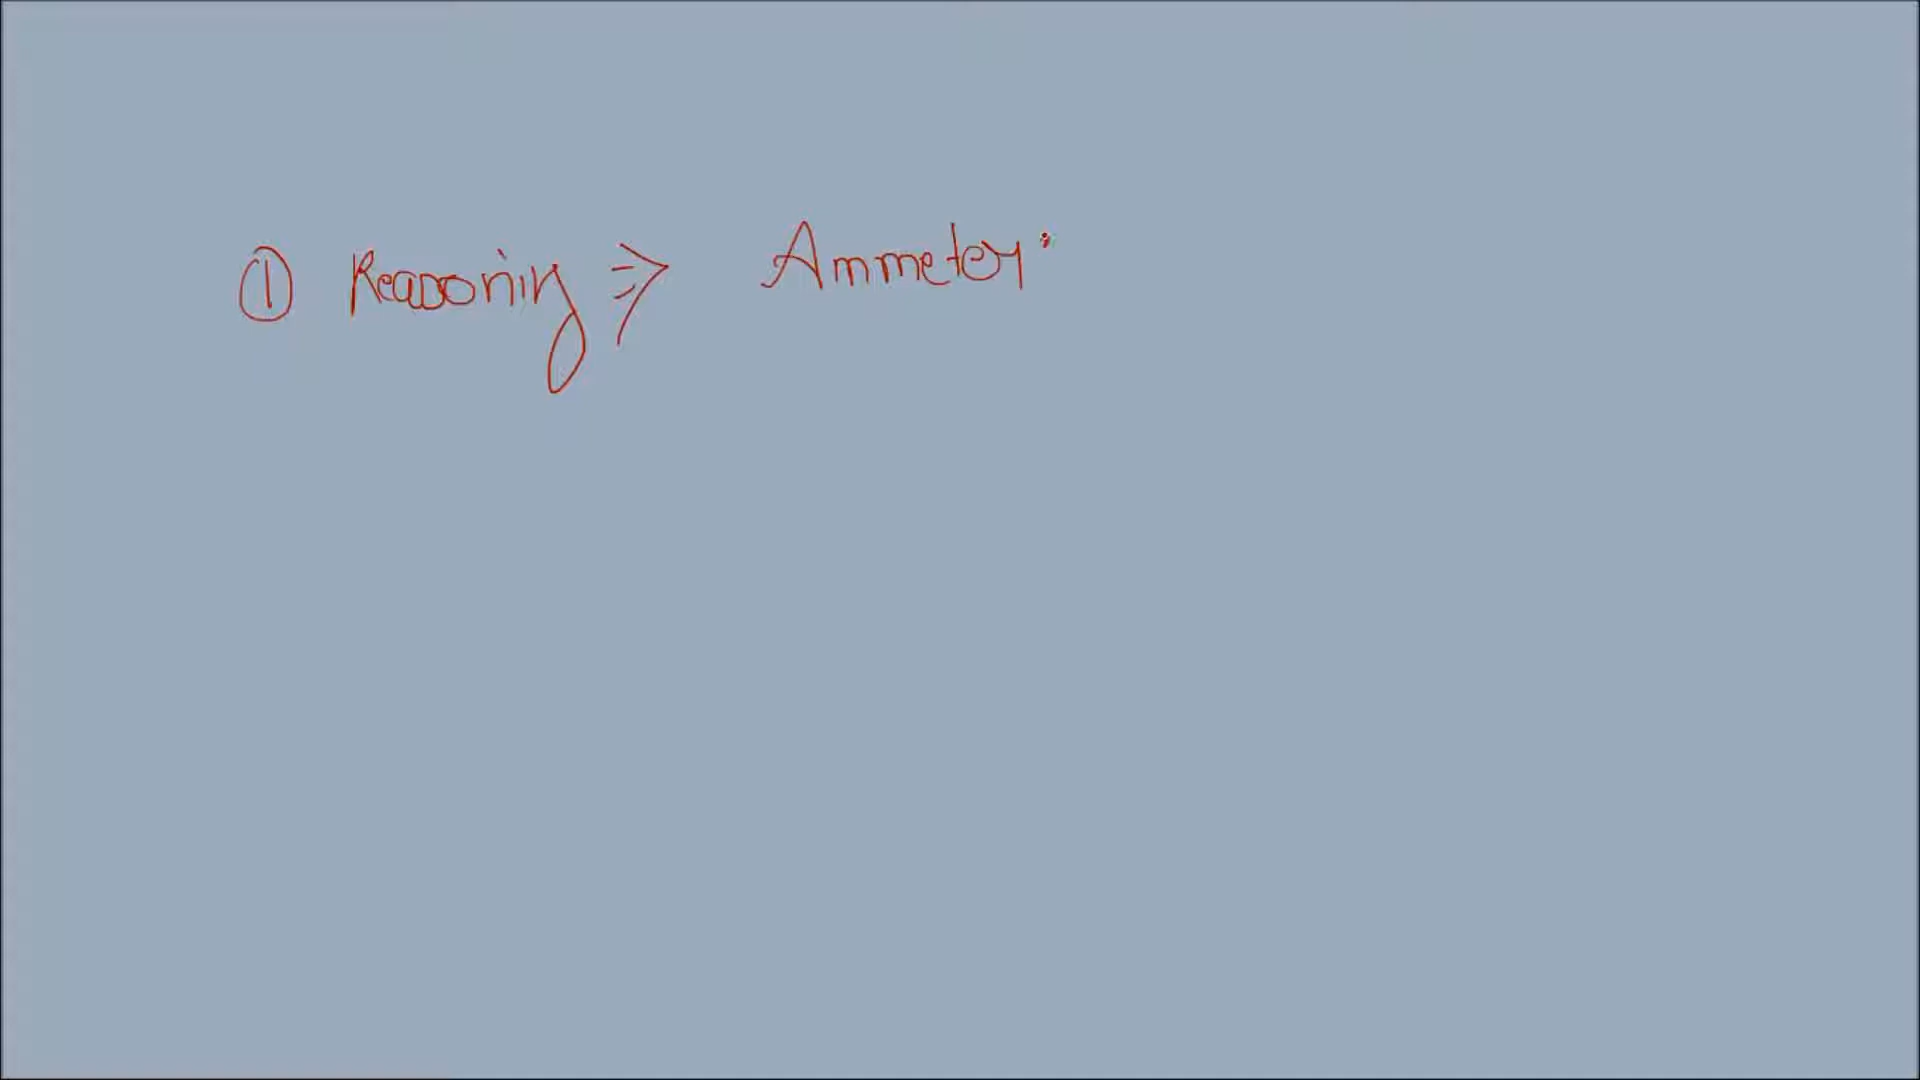 ① Reasoning ⇒ Ammeter